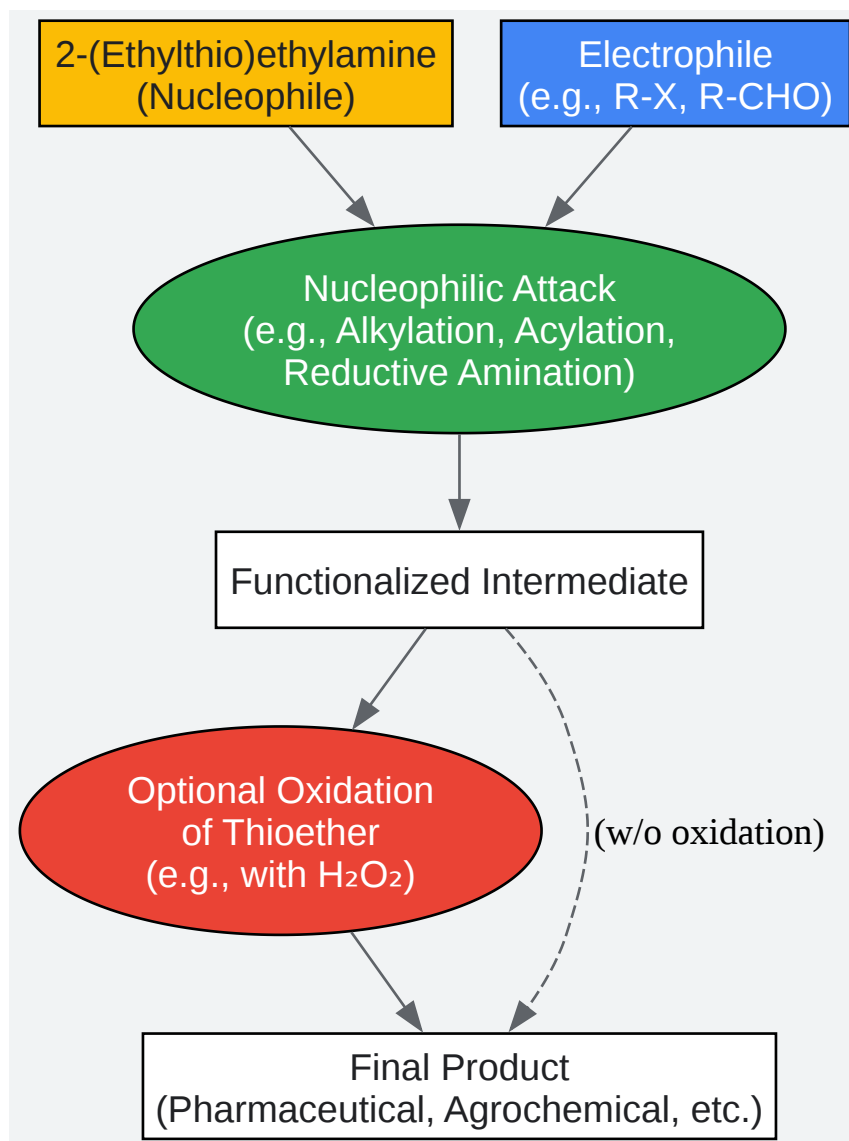 2-(Ethylthio)ethylamine
(Nucleophile)
Electrophile
(e.g., R-X, R-CHO)
Nucleophilic Attack
(e.g., Alkylation, Acylation,
Reductive Amination)
Functionalized Intermediate
Optional Oxidation
of Thioether
(e.g., with H₂O₂)
(w/o oxidation)
Final Product
(Pharmaceutical, Agrochemical, etc.)